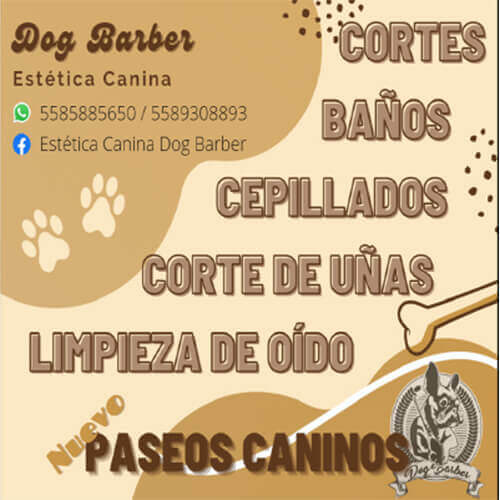 Dog Barber
Estética Canina
5585885650 / 5589308893
Estética Canina Dog Barber
CORTES
BAÑOS
CEPILLADOS
CORTE DE UÑAS
LIMPIEZA DE OÍDO
Nuevo
PASEOS CANINOS
Dog Barber